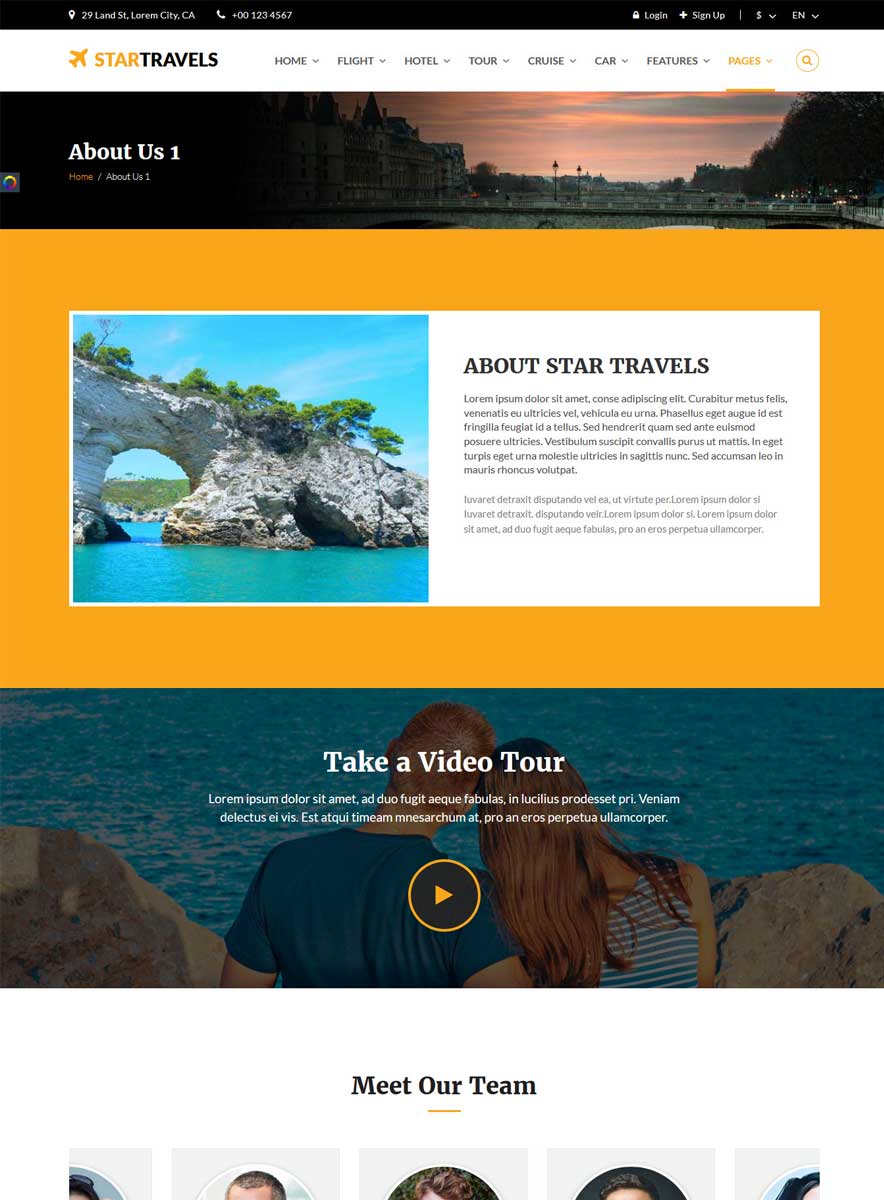 29 Land St, Lorem City, CA +00 123 4567 Login Sign Up | $ EN
STARTRAVELS HOME FLIGHT HOTEL TOUR CRUISE CAR FEATURES PAGES
About Us 1
Home / About Us 1
ABOUT STAR TRAVELS
Lorem ipsum dolor sit amet, conse adipiscing elit. Curabitur metus felis,
venenatis eu ultricies vel, vehicula eu urna. Phasellus eget augue id est
fringilla feugiat id a tellus. Sed hendrerit quam sed ante euismod
posuere ultricies. Vestibulum suscipit convallis purus ut mattis. In eget
turpis eget urna molestie ultricies in sagittis nunc. Sed accumsan leo in
mauris rhoncus volutpat.
Iuvaret detraxit disputando vel ea, ut virtute per.Lorem ipsum dolor si
Iuvaret detraxit. disputando velr.Lorem ipsum dolor si. Lorem ipsum dolor
sit amet, ad duo fugit aeque fabulas, pro an eros perpetua ullamcorper.
Take a Video Tour
Lorem ipsum dolor sit amet, ad duo fugit aeque fabulas, in lucilius prodesset pri. Veniam
delectus ei vis. Est atqui timeam mnesarchum at, pro an eros perpetua ullamcorper.
Meet Our Team